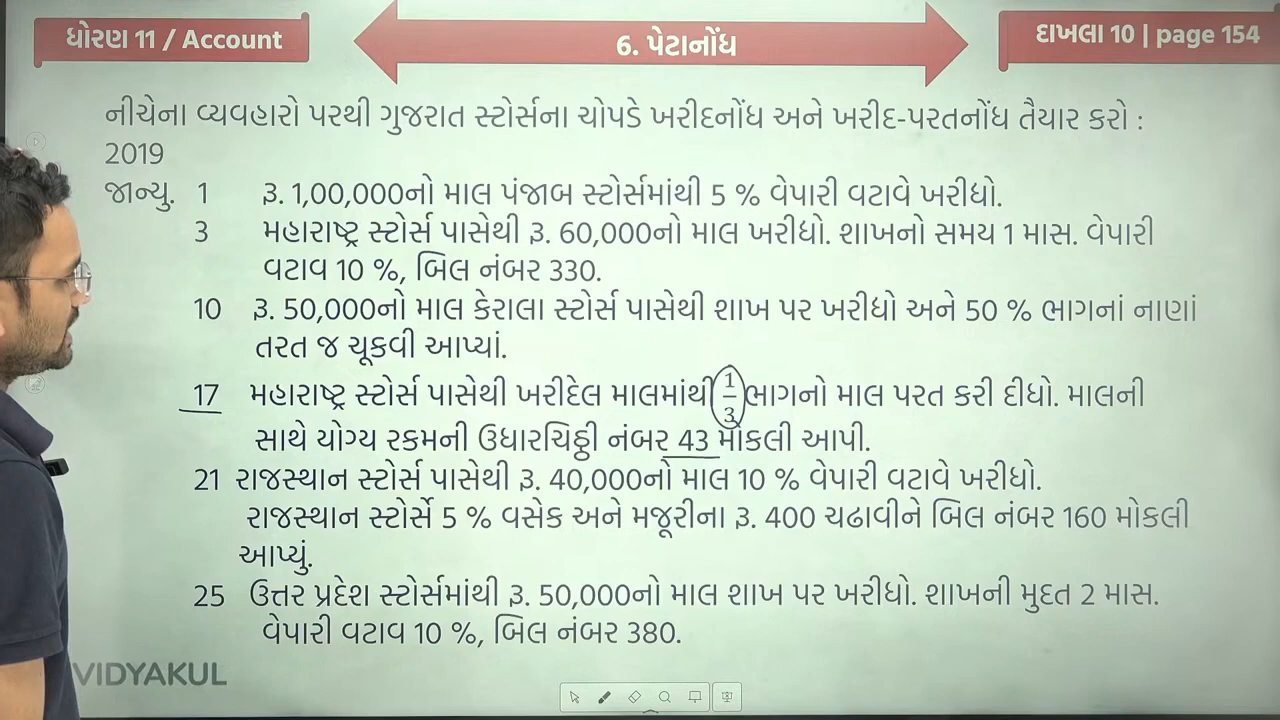 ધોરણ 11 / Account
6. પેટાનોંધ
દાખલા 10 | page 154
નીચેના વ્યવહારો પરથી ગુજરાત સ્ટોર્સના ચોપડે ખરીદનોંધ અને ખરીદ-પરતનોંધ તૈયાર કરો :
2019
જાન્યુ. 1 રૂ. 1,00,000નો માલ પંજાબ સ્ટોર્સમાંથી 5 % વેપારી વટાવે ખરીધો.
3 મહારાષ્ટ્ર સ્ટોર્સ પાસેથી રૂ. 60,000નો માલ ખરીધો. શાખનો સમય 1 માસ. વેપારી
વટાવ 10 %, બિલ નંબર 330.
10 રૂ. 50,000નો માલ કેરાલા સ્ટોર્સ પાસેથી શાખ પર ખરીધો અને 50 % ભાગનાં નાણાં
તરત જ ચૂકવી આપ્યાં.
17 મહારાષ્ટ્ર સ્ટોર્સ પાસેથી ખરીદેલ માલમાંથી 1/3 ભાગનો માલ પરત કરી દીધો. માલની
સાથે યોગ્ય રકમની ઉધારચિઠ્ઠી નંબર 43 મોકલી આપી.
21 રાજસ્થાન સ્ટોર્સ પાસેથી રૂ. 40,000નો માલ 10 % વેપારી વટાવે ખરીધો.
રાજસ્થાન સ્ટોર્સે 5 % વસેક અને મજૂરીના રૂ. 400 ચઢાવીને બિલ નંબર 160 મોકલી
આપ્યું.
25 ઉત્તર પ્રદેશ સ્ટોર્સમાંથી રૂ. 50,000નો માલ શાખ પર ખરીધો. શાખની મુદત 2 માસ.
વેપારી વટાવ 10 %, બિલ નંબર 380.
VIDYAKUL